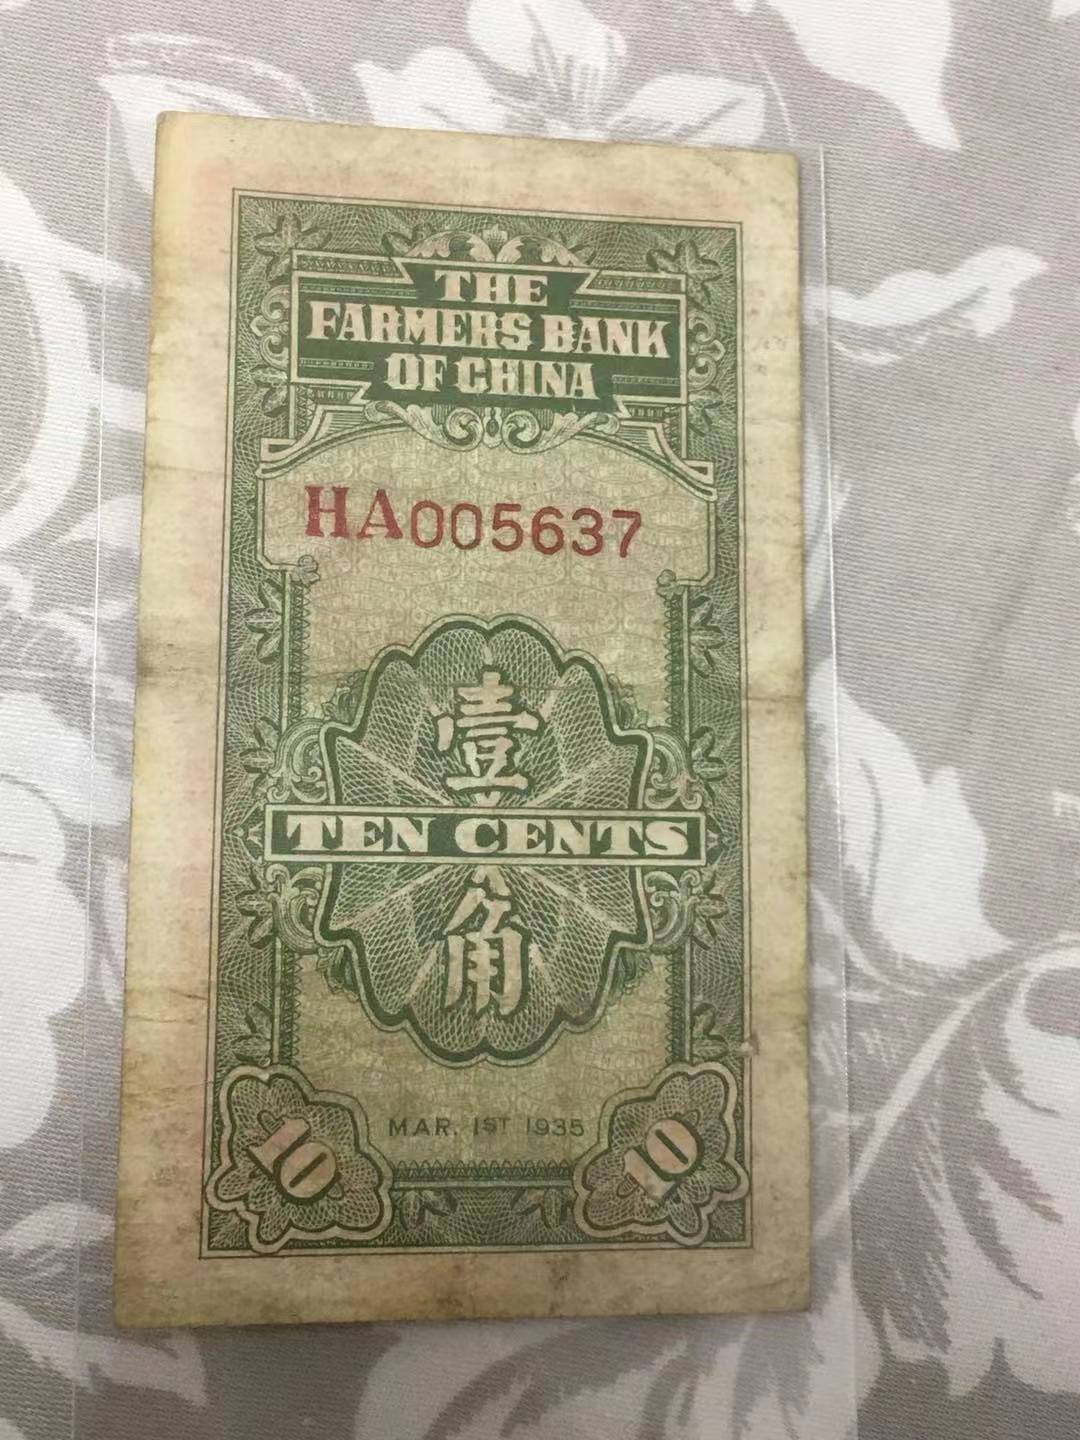 THE
FARMERS BANK
OF CHINA
HA005637
壹
TEN CENTS
角
MAR. 1ST 1935
10
10